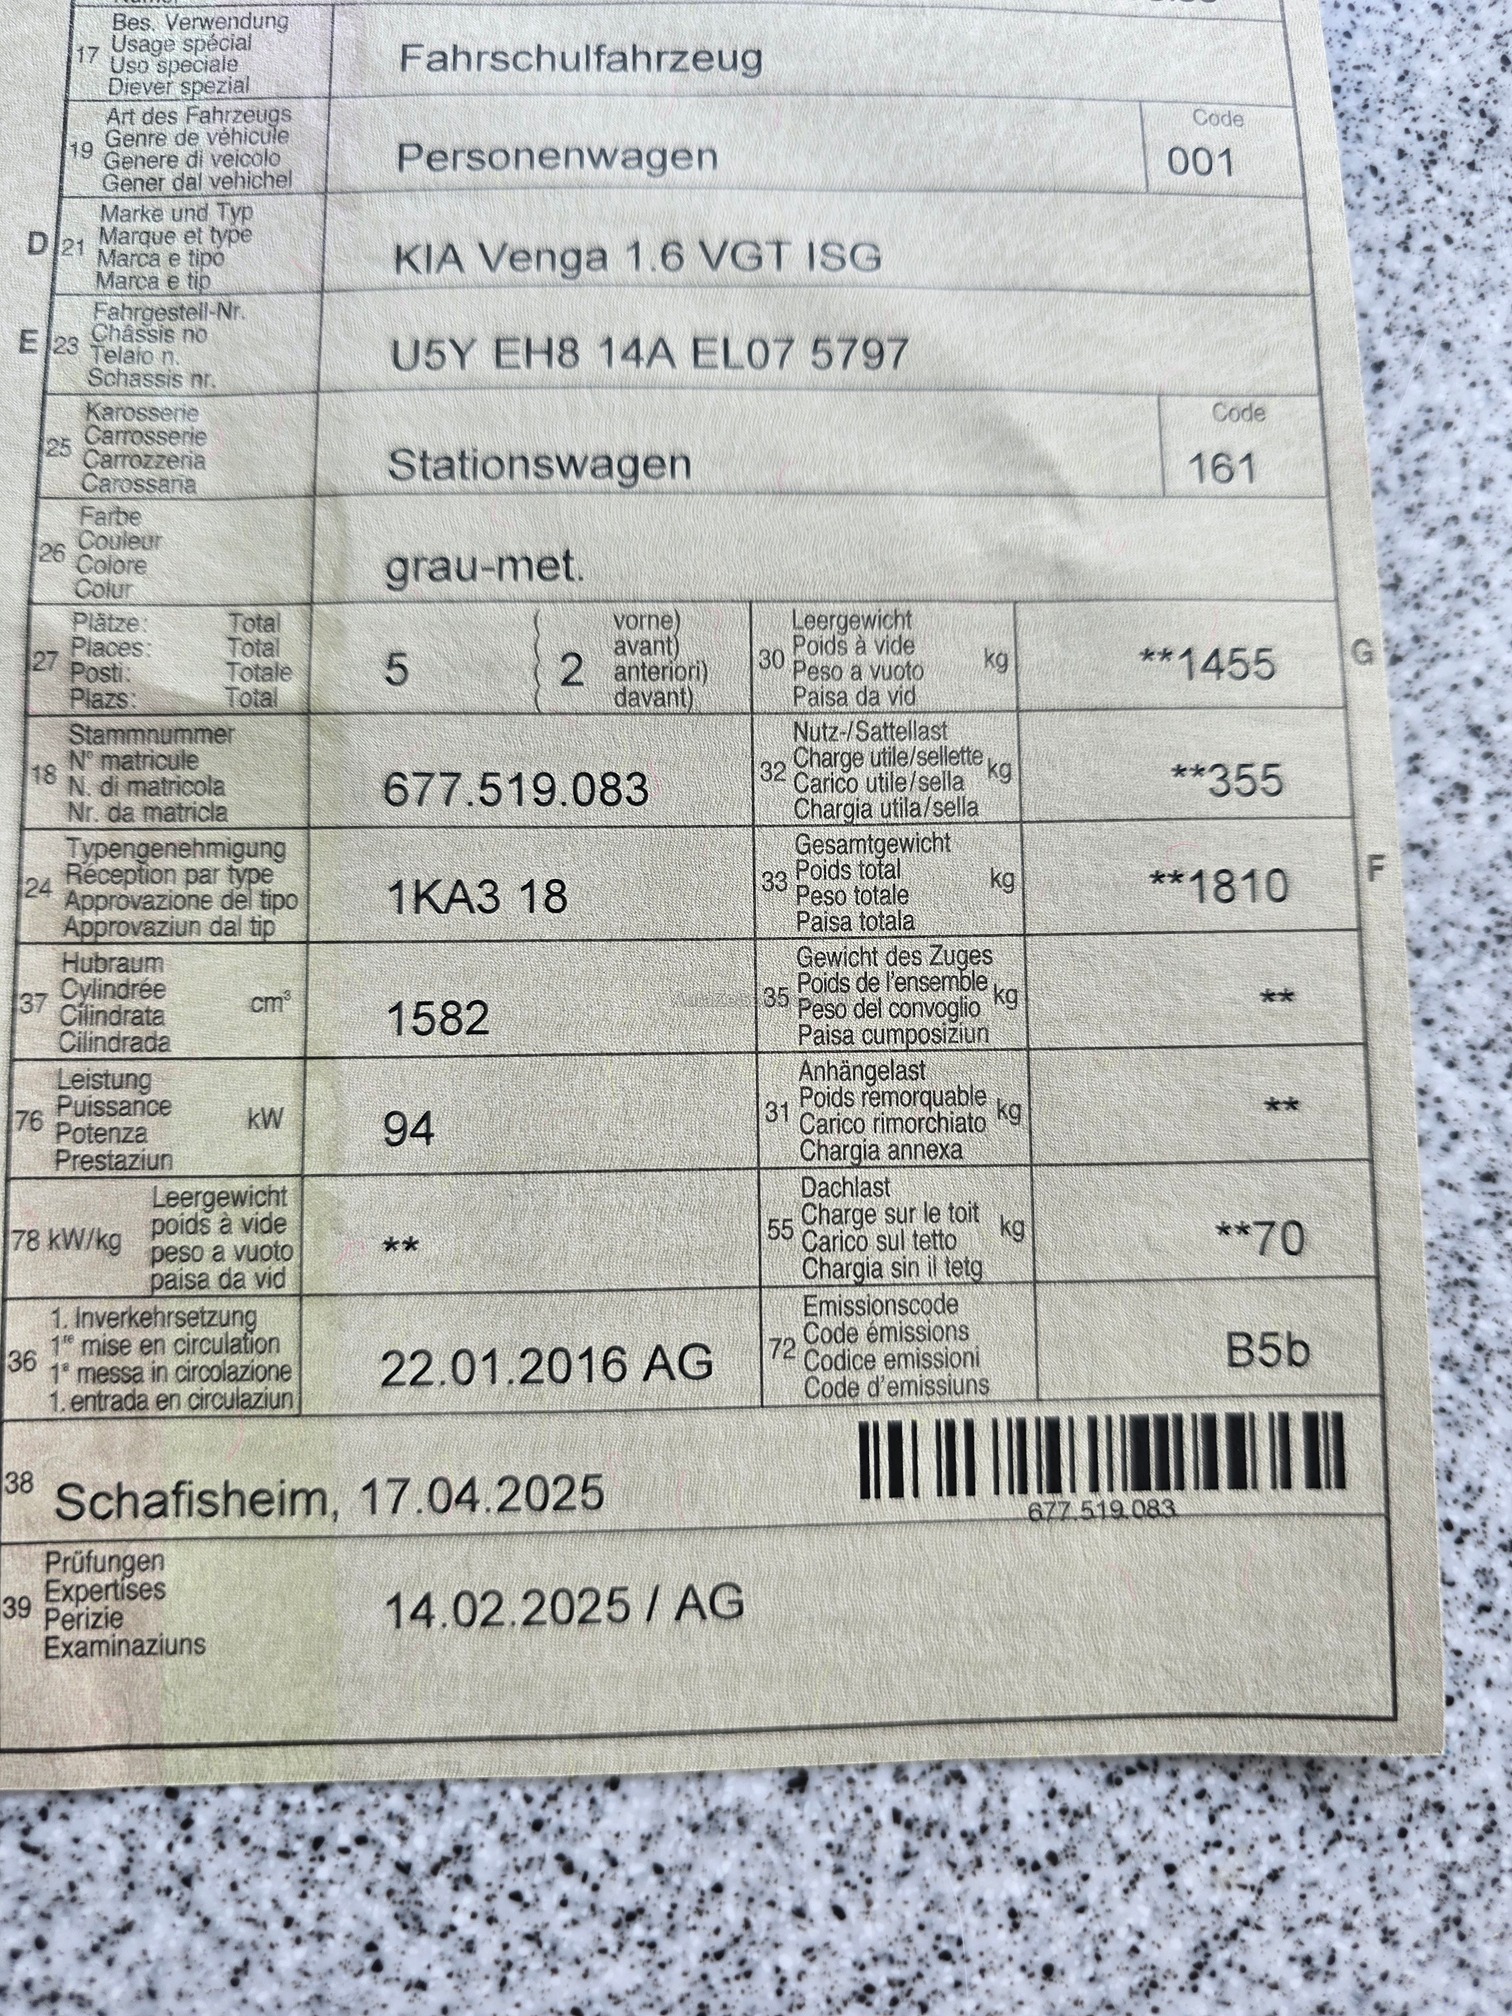 17 Bes. Verwendung
Usage spécial
Uso speciale
Diever spezial
Fahrschulfahrzeug
19 Art des Fahrzeugs
Genre de véhicule
Genere di veicolo
Gener dal vehichel
Personenwagen
Code
001
D 21 Marke und Typ
Marque et type
Marca e tipo
Marca e tip
KIA Venga 1.6 VGT ISG
E 23 Fahrgestell-Nr.
Châssis no
Telaio n.
Schassis nr.
U5Y EH8 14A EL07 5797
25 Karosserie
Carrosserie
Carrozzeria
Carossaria
Stationswagen
Code
161
26 Farbe
Couleur
Colore
Colur
grau-met.
27 Plätze: Total
Places: Total
Posti: Totale
Plazs: Total
5 ( 2 vorne)
avant)
anteriori)
davant)
30 Leergewicht
Poids à vide
Peso a vuoto
Paisa da vid
kg
**1455
G
18 Stammnummer
N° matricule
N. di matricola
Nr. da matricla
677.519.083
32 Nutz-/Sattellast
Charge utile/sellette
Carico utile/sella
Chargia utila/sella
kg
**355
24 Typengenehmigung
Réception par type
Approvazione del tipo
Approvaziun dal tip
1KA3 18
33 Gesamtgewicht
Poids total
Peso totale
Paisa totala
kg
**1810
F
37 Hubraum
Cylindrée
Cilindrata
Cilindrada
cm³
1582
35 Gewicht des Zuges
Poids de l'ensemble
Peso del convoglio
Paisa cumposiziun
kg
**
76 Leistung
Puissance
Potenza
Prestaziun
kW
94
31 Anhängelast
Poids remorquable
Carico rimorchiato
Chargia annexa
kg
**
78 kW/kg Leergewicht
poids à vide
peso a vuoto
paisa da vid
**
55 Dachlast
Charge sur le toit
Carico sul tetto
Chargia sin il tetg
kg
**70
36 1. Inverkehrsetzung
1re mise en circulation
1a messa in circolazione
1. entrada en circulaziun
22.01.2016 AG
72 Emissionscode
Code émissions
Codice emissioni
Code d'emissiuns
B5b
38 Schafisheim, 17.04.2025
677.519.083
39 Prüfungen
Expertises
Perizie
Examinaziuns
14.02.2025 / AG